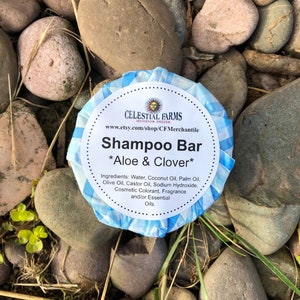 CELESTIAL FARMS
www.etsy.com/shop/CFMerchantile
Shampoo Bar
*Aloe & Clover*
Ingredients: Water, Coconut Oil, Palm Oil,
Olive Oil, Castor Oil, Sodium Hydroxide,
Cosmetic Colorant, Fragrance
and/or Essential
Oils